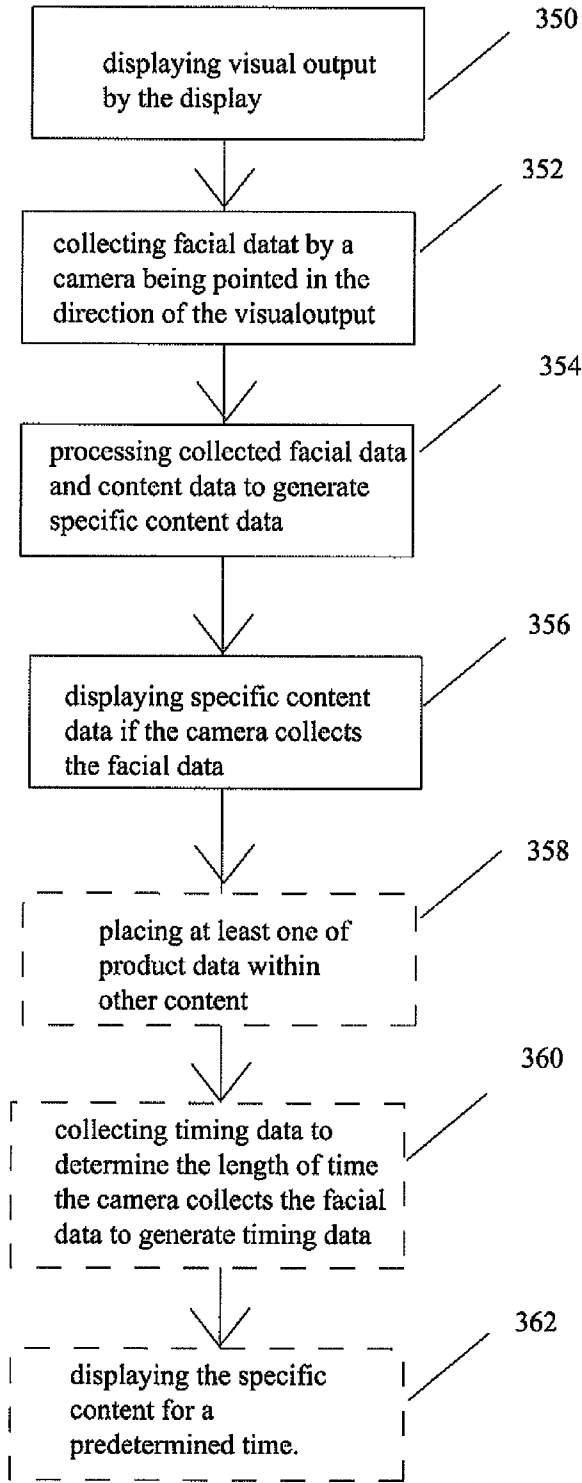 350
displaying visual output
by the display
352
collecting facial datat by a
camera being pointed in the
direction of the visualoutput
354
processing collected facial data
and content data to generate
specific content data
356
displaying specific content
data if the camera collects
the facial data
358
placing at least one of
product data within
other content
360
collecting timing data to
determine the length of time
the camera collects the facial
data to generate timing data
362
displaying the specific
content for a
predetermined time.